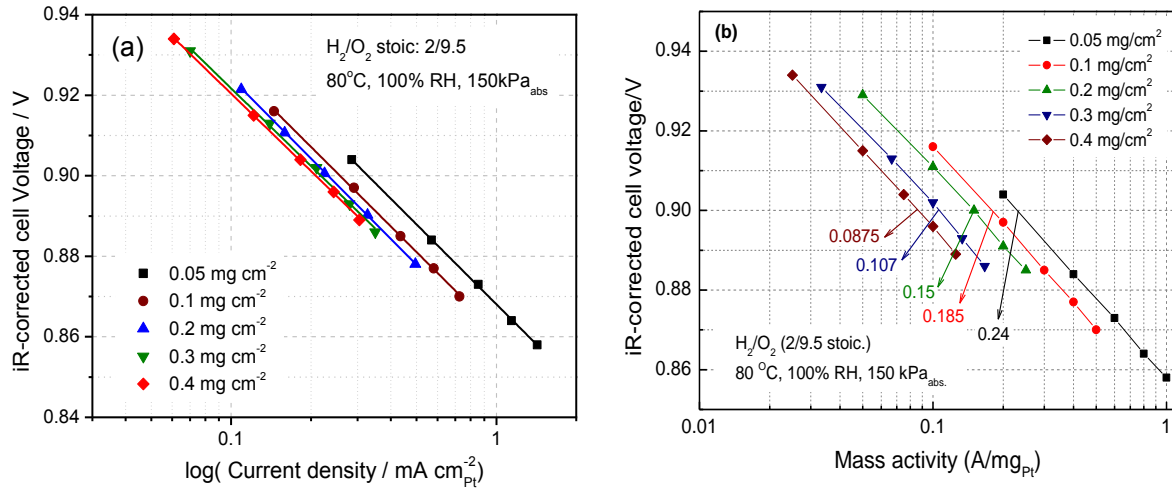 (a)
H₂/O₂ stoic: 2/9.5
80°C, 100% RH, 150kPa_abs
0.94
0.92
0.90
0.88
0.86
0.84
iR-corrected Cell Voltage / V
0.05 mg cm⁻²
0.1 mg cm⁻²
0.2 mg cm⁻²
0.3 mg cm⁻²
0.4 mg cm⁻²
0.1
1
log( Current density / mA cm⁻²_Pt)
(b)
0.05 mg/cm²
0.1 mg/cm²
0.2 mg/cm²
0.3 mg/cm²
0.4 mg/cm²
0.94
0.92
0.90
0.88
0.86
iR-corrected cell voltage/V
0.0875
0.107
0.15
0.185
0.24
H₂/O₂ (2/9.5 stoic.)
80 °C, 100% RH, 150 kPa_abs.
0.01
0.1
1
Mass activity (A/mg_Pt)